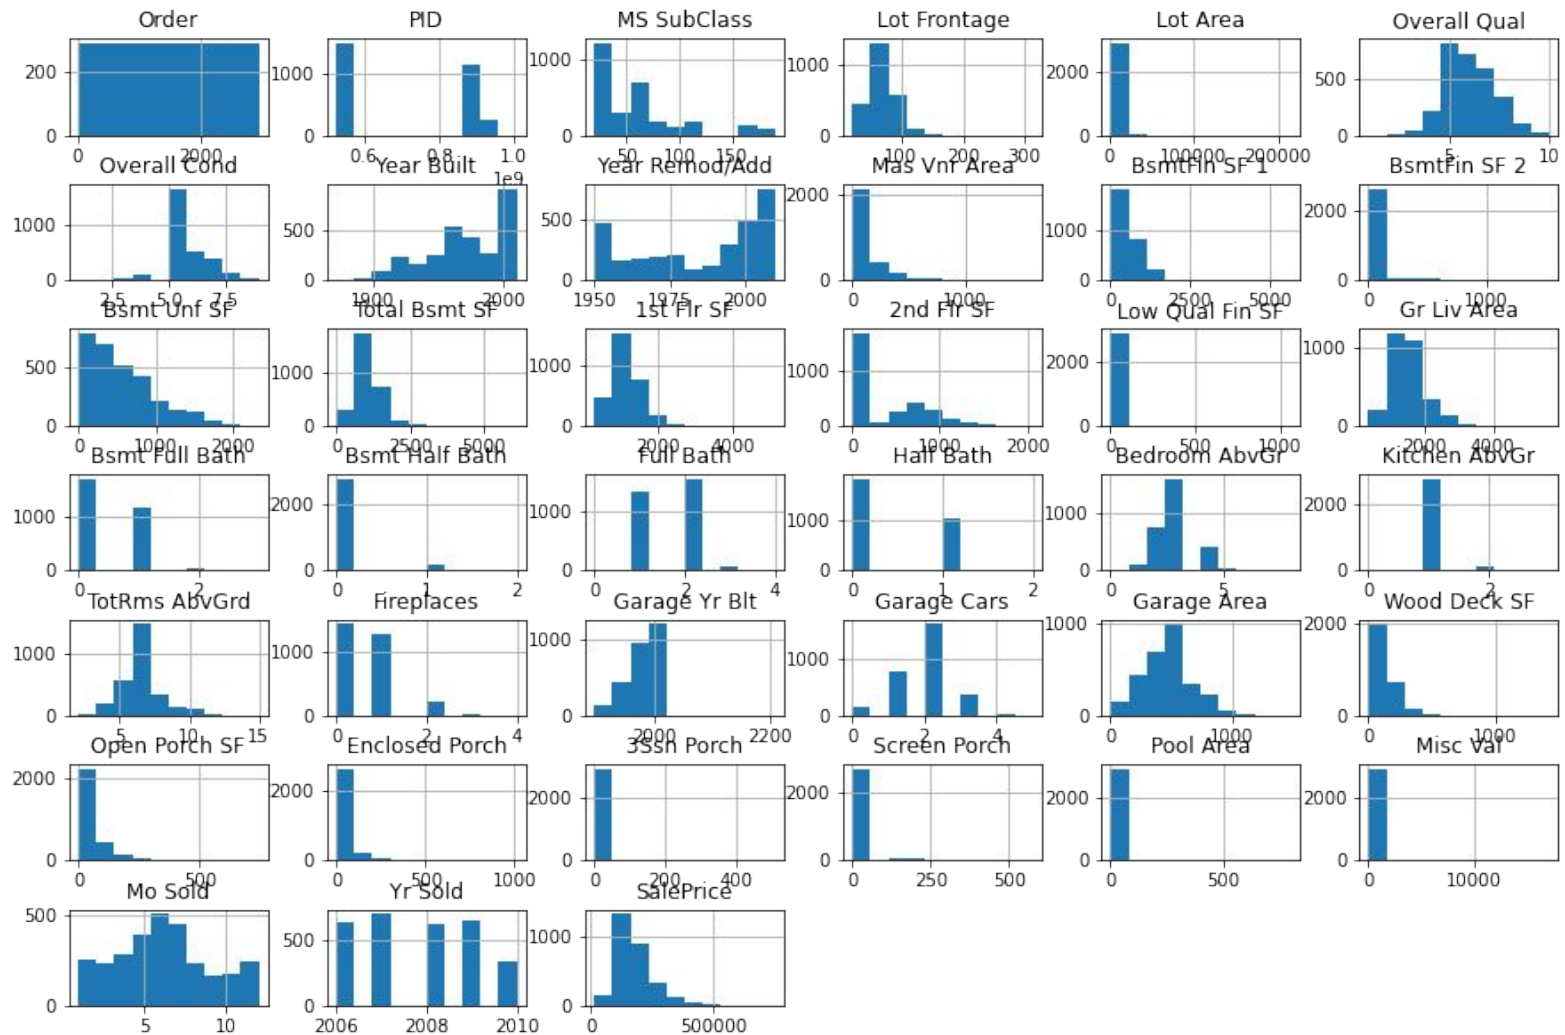 Order PID MS SubClass Lot Frontage Lot Area Overall Qual
200 1000 1000 1000 2000 500
0 0 0 0 0 0
0 2000 0.6 0.8 1.0 50 100 150 100 200 300 0 100000 200000 5 10
1e9
Overall Cond Year Built Year Remod/Add Mas Vnr Area BsmtFin SF 1 BsmtFin SF 2
1000 500 500 2000 1000 2000
0 0 0 0 0 0
2.5 5.0 7.5 1900 2000 1950 1975 2000 0 1000 0 2500 5000 0 1000
Bsmt Unf SF Total Bsmt SF 1st Flr SF 2nd Flr SF Low Qual Fin SF Gr Liv Area
500 1000 1000 1000 2000 1000
0 0 0 0 0 0
0 1000 2000 0 2500 5000 2000 4000 0 1000 2000 0 500 1000 2000 4000
Bsmt Full Bath Bsmt Half Bath Full Bath Half Bath Bedroom AbvGr Kitchen AbvGr
1000 2000 1000 1000 1000 2000
0 0 0 0 0 0
0 2 0 1 2 0 2 4 0 1 2 0 5 0 2
TotRms AbvGrd Fireplaces Garage Yr Blt Garage Cars Garage Area Wood Deck SF
1000 1000 1000 1000 1000 2000
0 0 0 0 0 0
5 10 15 0 2 4 2000 2200 0 2 4 0 1000 0 1000
Open Porch SF Enclosed Porch 3Ssn Porch Screen Porch Pool Area Misc Val
2000 2000 2000 2000 2000 2000
0 0 0 0 0 0
0 500 0 500 1000 0 200 400 0 250 500 0 500 0 10000
Mo Sold Yr Sold SalePrice
500 500 1000
0 0 0
5 10 2006 2008 2010 0 500000